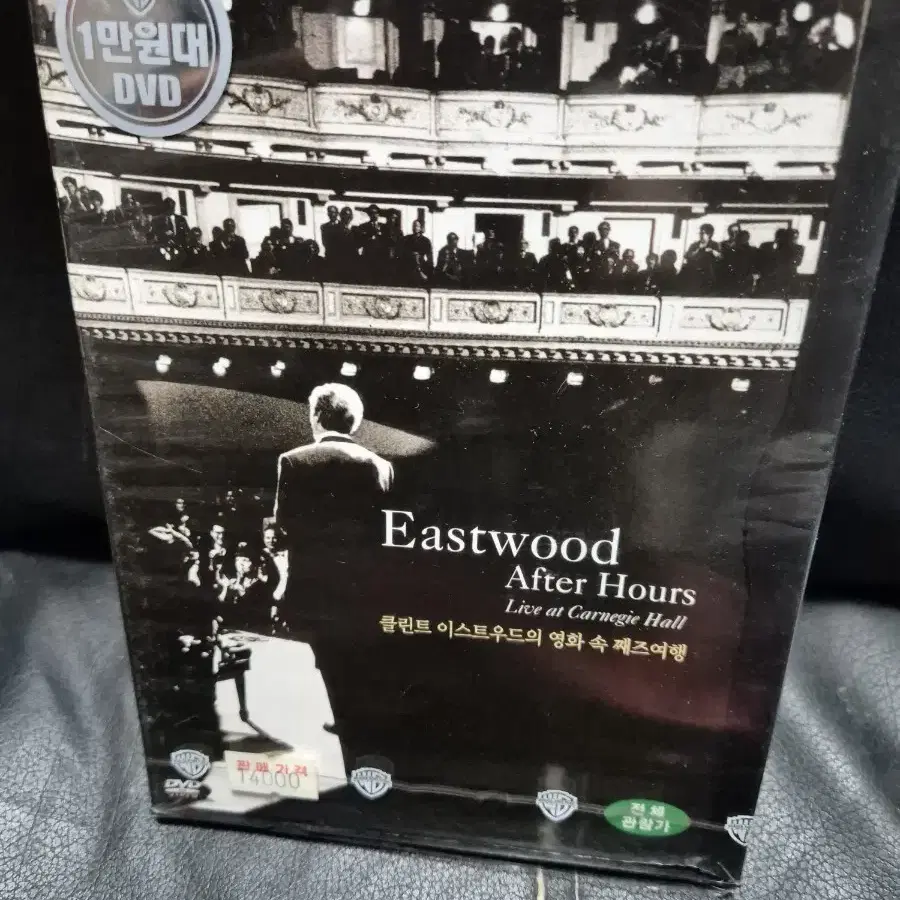 1만원대
DVD
Eastwood
After Hours
Live at Carnegie Hall
클린트 이스트우드의 영화 속 째즈여행
판매가격
14000
DVD
전체
관람가